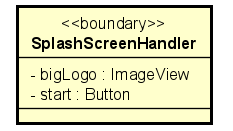 <<boundary>>
SplashScreenHandler
- bigLogo : ImageView
- start : Button